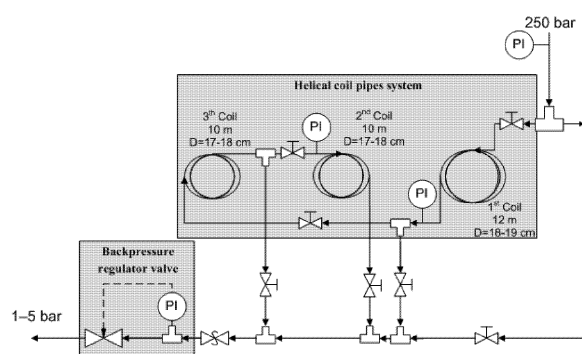 250 bar
PI
Helical coil pipes system
3th Coil
10 m
D=17-18 cm
PI
2nd Coil
10 m
D=17-18 cm
PI
1st Coil
12 m
D=18-19 cm
Backpressure
regulator valve
PI
1–5 bar